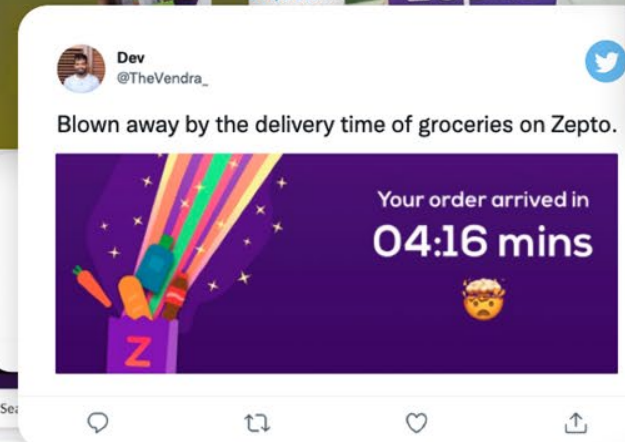 Dev
@TheVendra_
Blown away by the delivery time of groceries on Zepto.
Your order arrived in
04:16 mins
Z
Sea